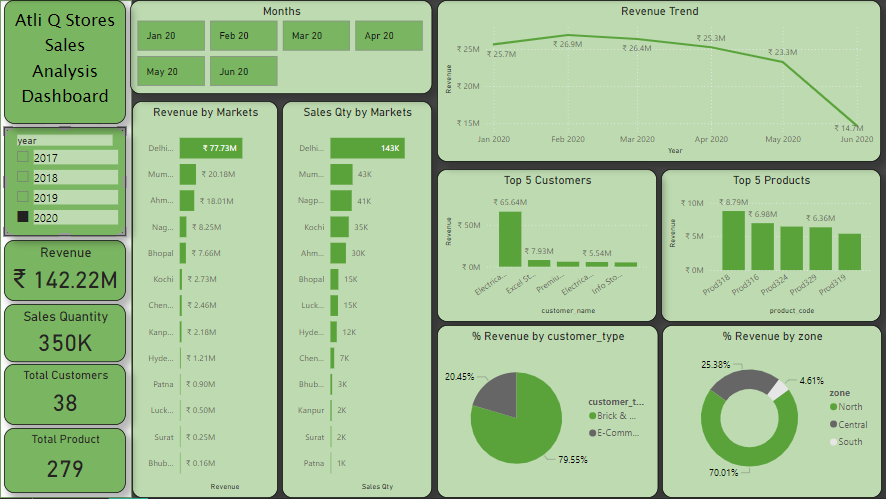 Atli Q Stores
Sales
Analysis
Dashboard
year
2017
2018
2019
2020
Revenue
₹ 142.22M
Sales Quantity
350K
Total Customers
38
Total Product
279
Months
Jan 20
Feb 20
Mar 20
Apr 20
May 20
Jun 20
Revenue by Markets
Delhi... ₹ 77.73M
Mum... ₹ 20.18M
Ahm... ₹ 18.01M
Nag... ₹ 8.25M
Bhopal ₹ 7.66M
Kochi ₹ 2.73M
Chen... ₹ 2.46M
Kanp... ₹ 2.18M
Hyde... ₹ 1.21M
Patna ₹ 0.90M
Luck... ₹ 0.50M
Surat ₹ 0.25M
Bhub... ₹ 0.16M
Revenue
Sales Qty by Markets
Delhi... 143K
Mum... 43K
Nagp... 41K
Kochi 35K
Ahm... 30K
Bhopal 15K
Luck... 15K
Hyde... 12K
Chen... 7K
Bhub... 3K
Kanpur 2K
Surat 2K
Patna 1K
Sales Qty
Revenue Trend
Revenue
₹ 25M
₹ 20M
₹ 15M
₹ 25.7M
₹ 26.9M
₹ 26.4M
₹ 25.3M
₹ 23.3M
₹ 14.7M
Jan 2020 Feb 2020 Mar 2020 Apr 2020 May 2020 Jun 2020
Year
Top 5 Customers
Revenue
₹ 50M
₹ 0M
₹ 65.64M
₹ 7.93M
₹ 5.54M
Electrica... Excel St... Premiu... Electrica... Info Sto...
customer_name
Top 5 Products
Revenue
₹ 10M
₹ 5M
₹ 0M
₹ 8.79M
₹ 6.98M
₹ 6.36M
Prod318 Prod316 Prod324 Prod329 Prod319
product_code
% Revenue by customer_type
20.45%
79.55%
customer_t...
Brick & ...
E-Comm...
% Revenue by zone
25.38%
4.61%
70.01%
zone
North
Central
South